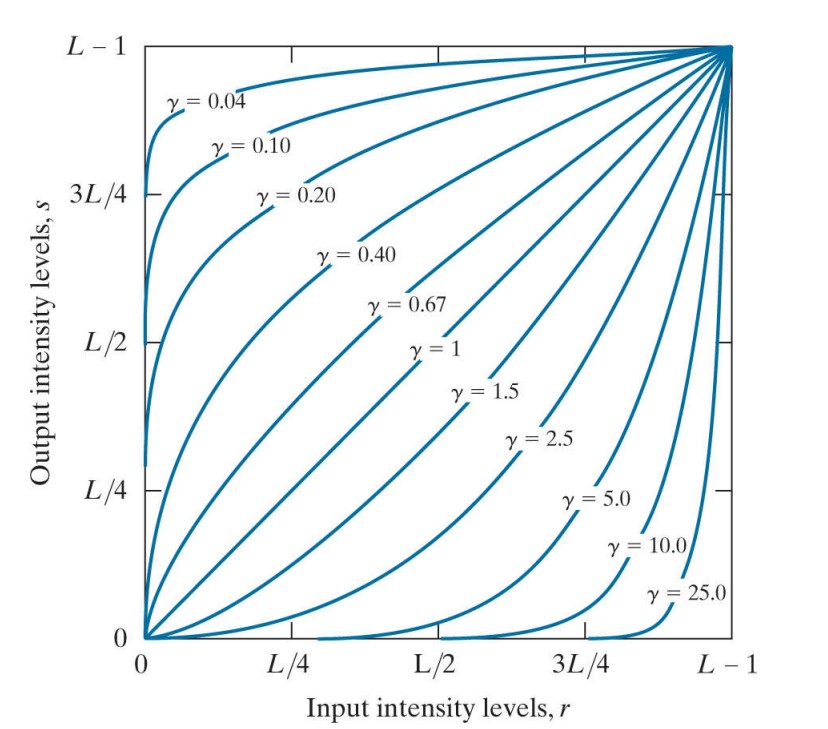 L – 1
γ = 0.04
γ = 0.10
3L/4
γ = 0.20
γ = 0.40
γ = 0.67
L/2
γ = 1
γ = 1.5
γ = 2.5
L/4
γ = 5.0
γ = 10.0
γ = 25.0
0
Output intensity levels, s
0
L/4
L/2
3L/4
L – 1
Input intensity levels, r